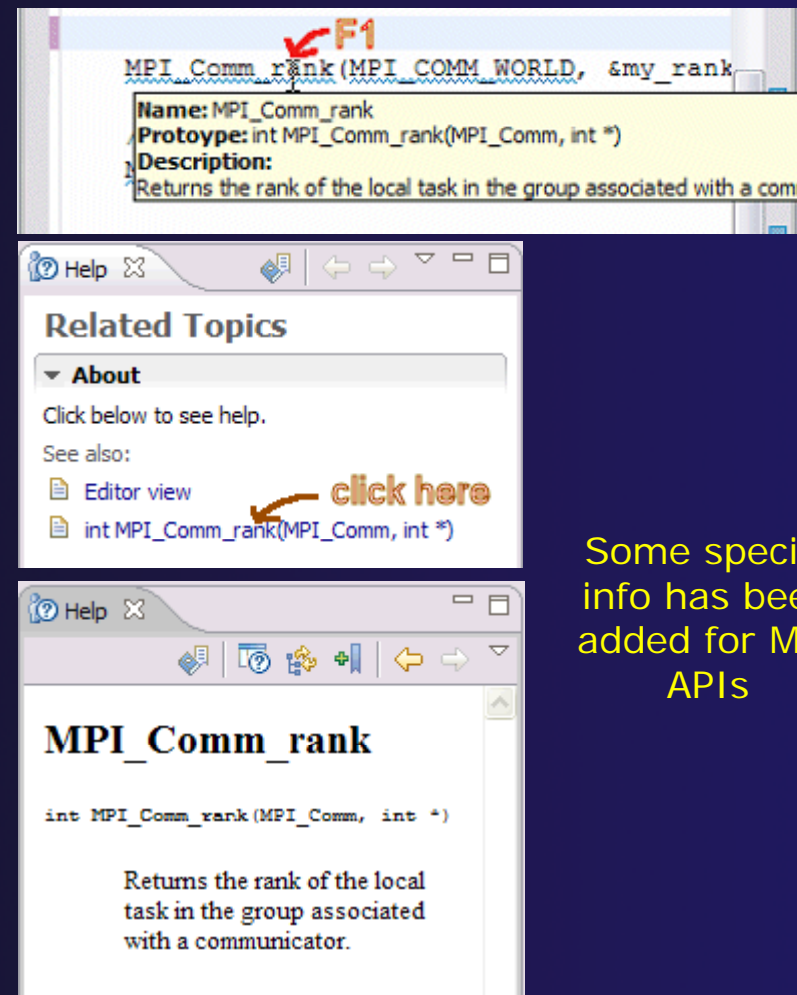 F1
MPI_Comm_rank(MPI_COMM_WORLD, &my_rank
Name: MPI_Comm_rank
Protoype: int MPI_Comm_rank(MPI_Comm, int *)
Description:
Returns the rank of the local task in the group associated with a com
Help
Related Topics
About
Click below to see help.
See also:
Editor view
click here
int MPI_Comm_rank(MPI_Comm, int *)
Help
MPI_Comm_rank
int MPI_Comm_rank(MPI_Comm, int *)
Returns the rank of the local
task in the group associated
with a communicator.
Some speci
info has bee
added for M
APIs